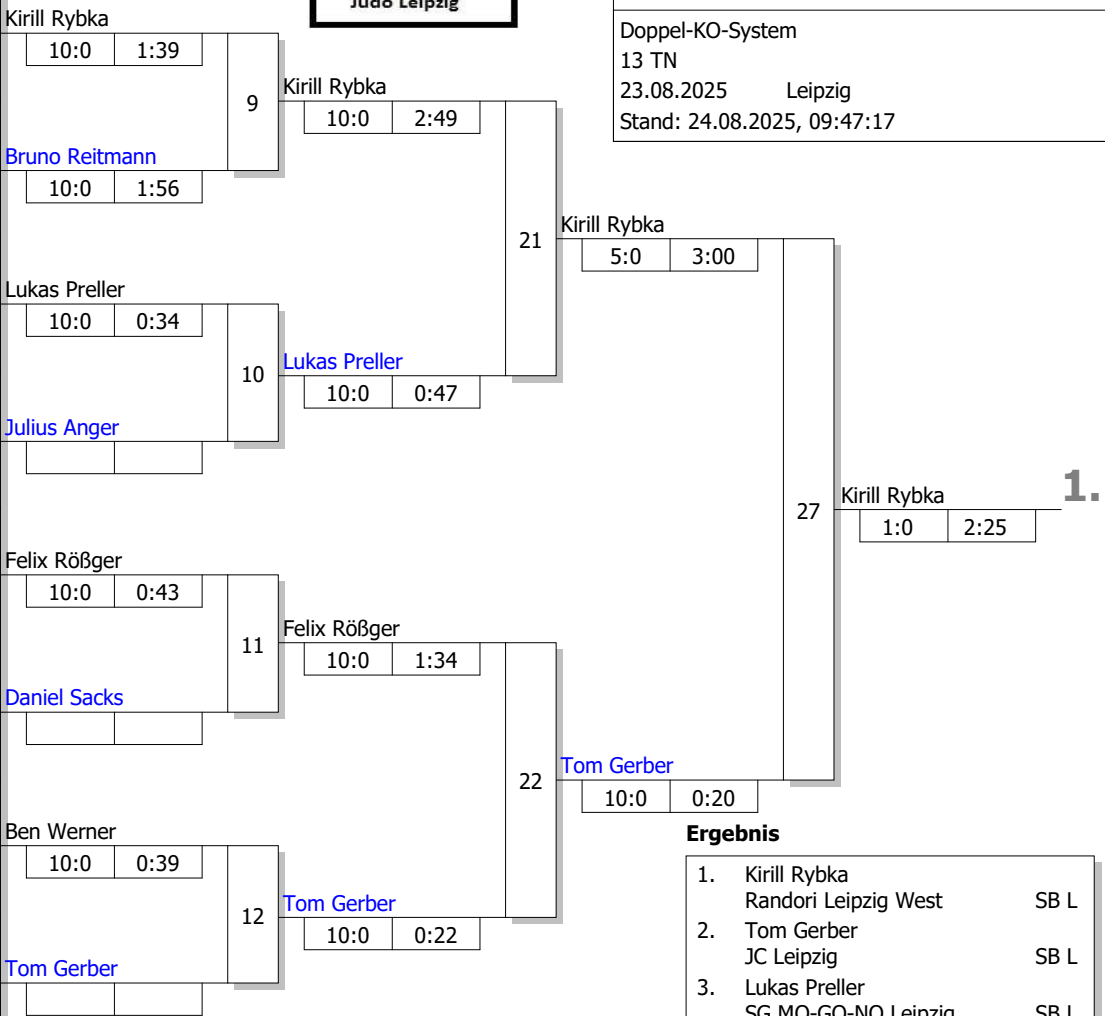 Judo Leipzig
Doppel-KO-System
13 TN
23.08.2025 Leipzig
Stand: 24.08.2025, 09:47:17
Kirill Rybka
10:0 1:39
9
Bruno Reitmann
10:0 1:56
Kirill Rybka
10:0 2:49
Lukas Preller
10:0 0:34
10
Julius Anger
Lukas Preller
10:0 0:47
21
Kirill Rybka
5:0 3:00
Felix Rößger
10:0 0:43
11
Daniel Sacks
Felix Rößger
10:0 1:34
Ben Werner
10:0 0:39
12
Tom Gerber
Tom Gerber
10:0 0:22
22
Tom Gerber
10:0 0:20
27
Kirill Rybka
1:0 2:25
1.
Ergebnis
1. Kirill Rybka
Randori Leipzig West SB L
2. Tom Gerber
JC Leipzig SB L
3. Lukas Preller
SG MO-GO-NO Leipzig SB L